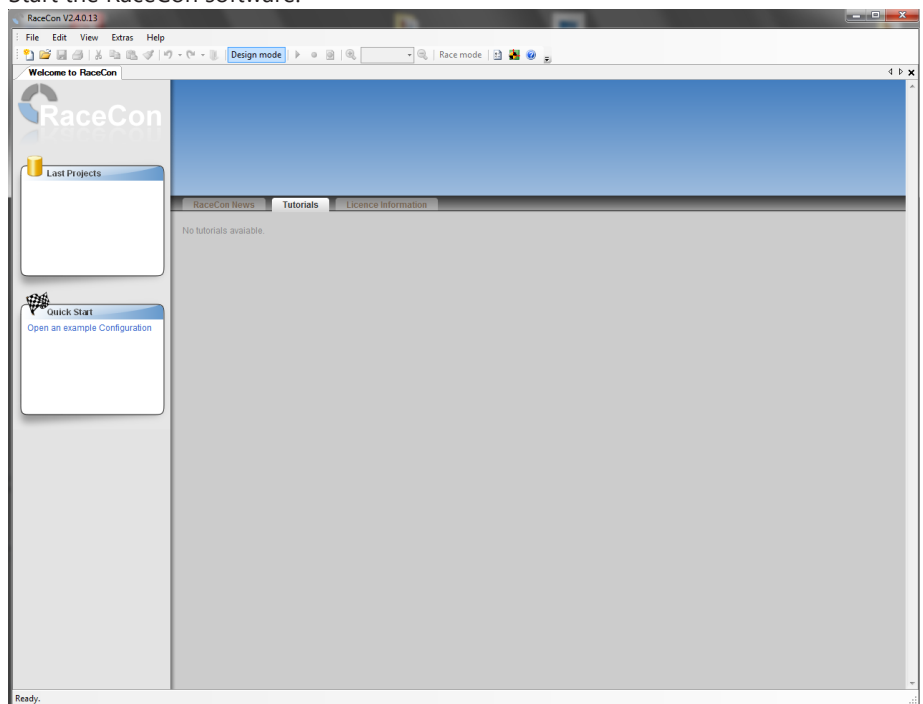 Start the RaceCon software.
RaceCon V2.4.0.13
File Edit View Extras Help
Design mode Race mode
Welcome to RaceCon
RaceCon
Last Projects
RaceCon News Tutorials Licence Information
No tutorials avaiable.
Quick Start
Open an example Configuration
Ready.